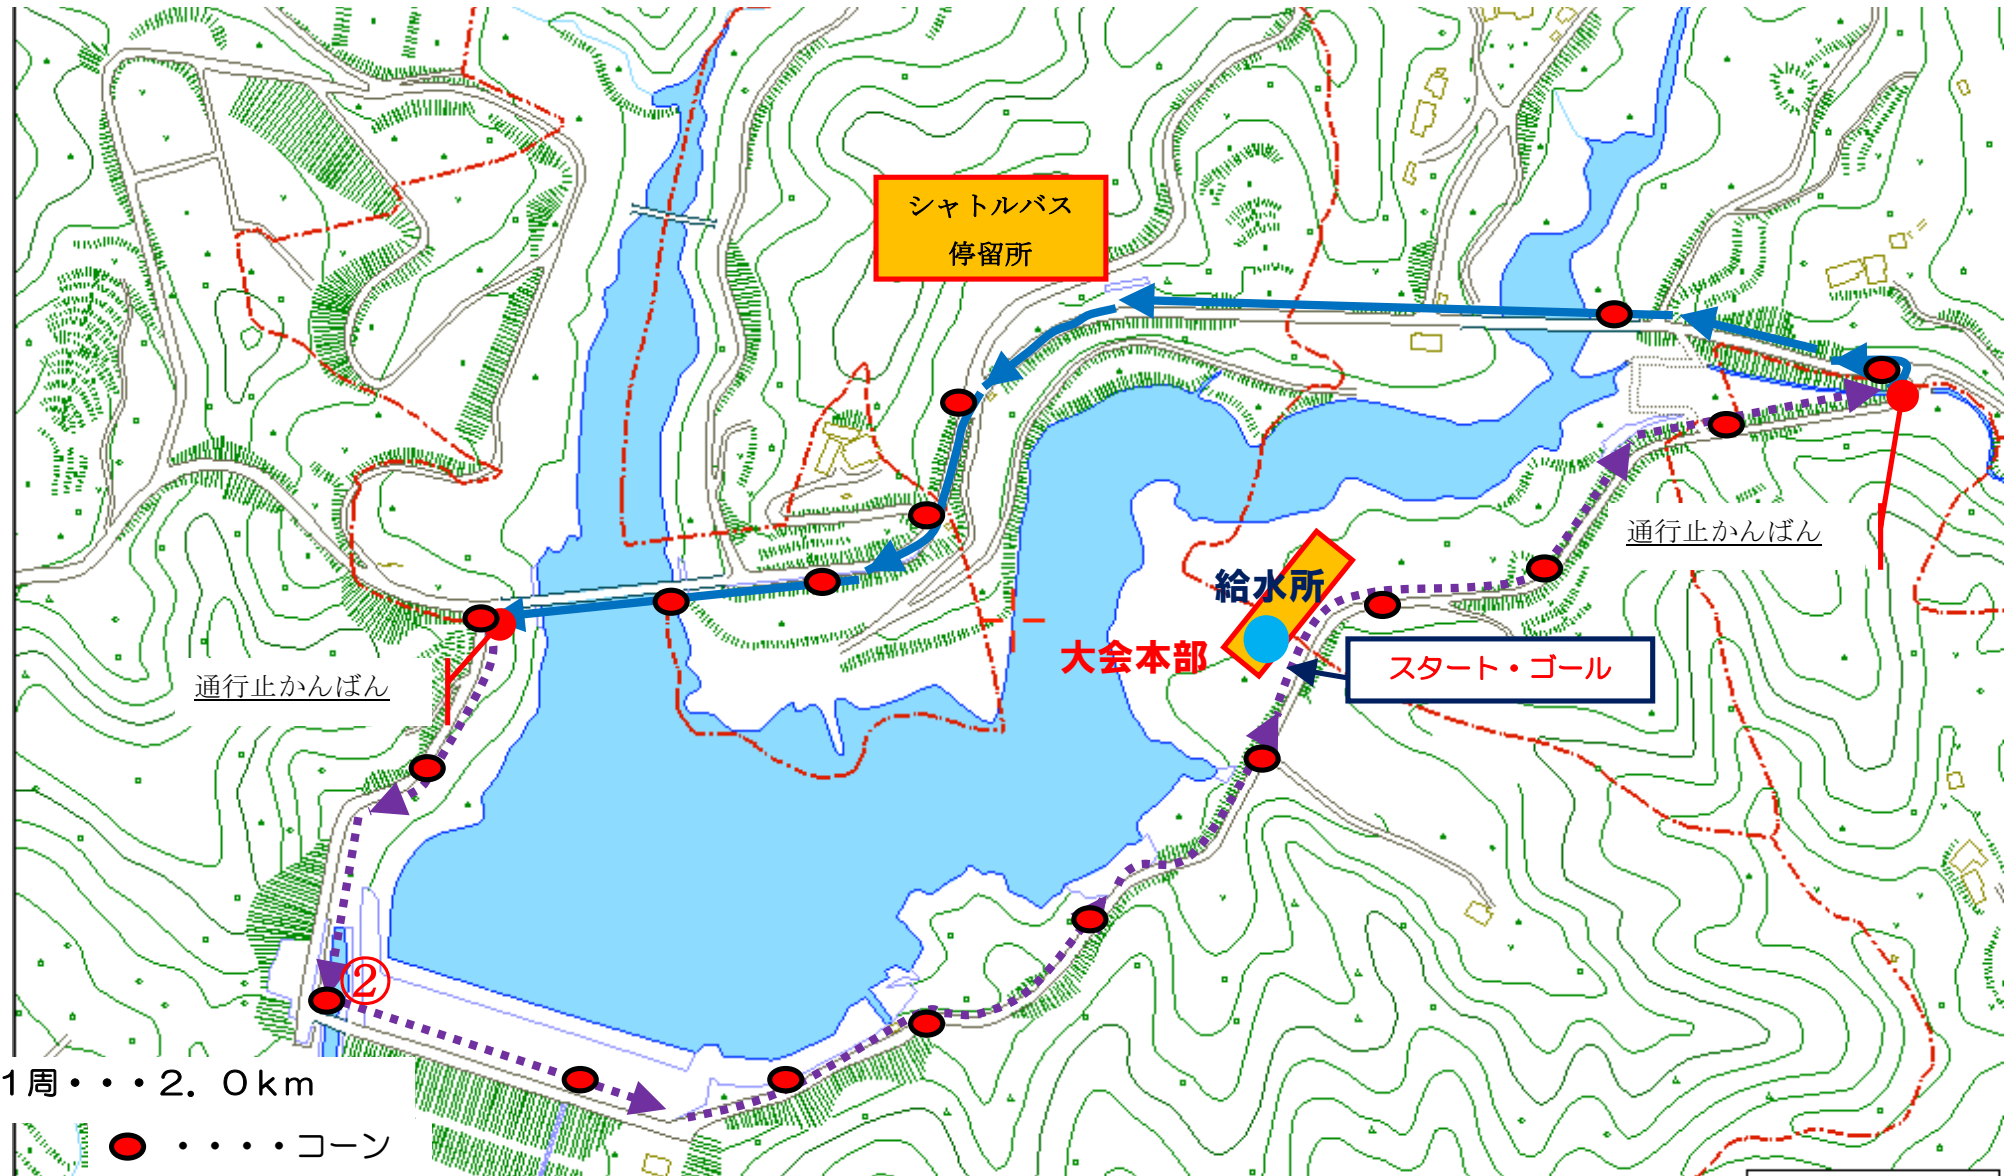 シャトルバス
停留所
通行止かんばん
給水所
大会本部
スタート・ゴール
通行止かんばん
②
1周・・・2. 0km
・・・・コーン